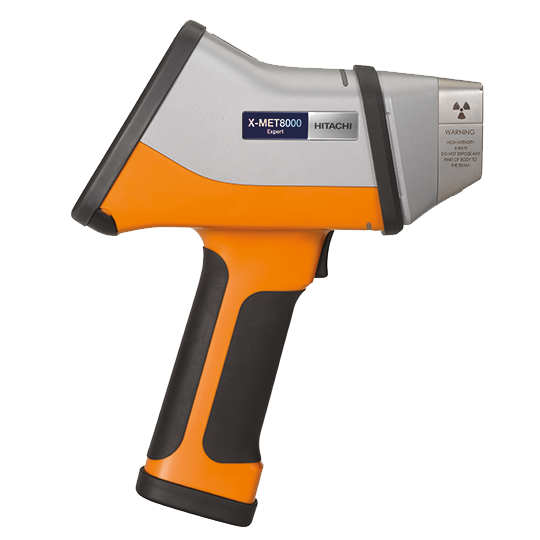 X-MET8000
Expert
HITACHI
WARNING
HIGH INTENSITY
X-RAYS
DO NOT EXPOSE ANY
PART OF BODY TO
THE BEAM